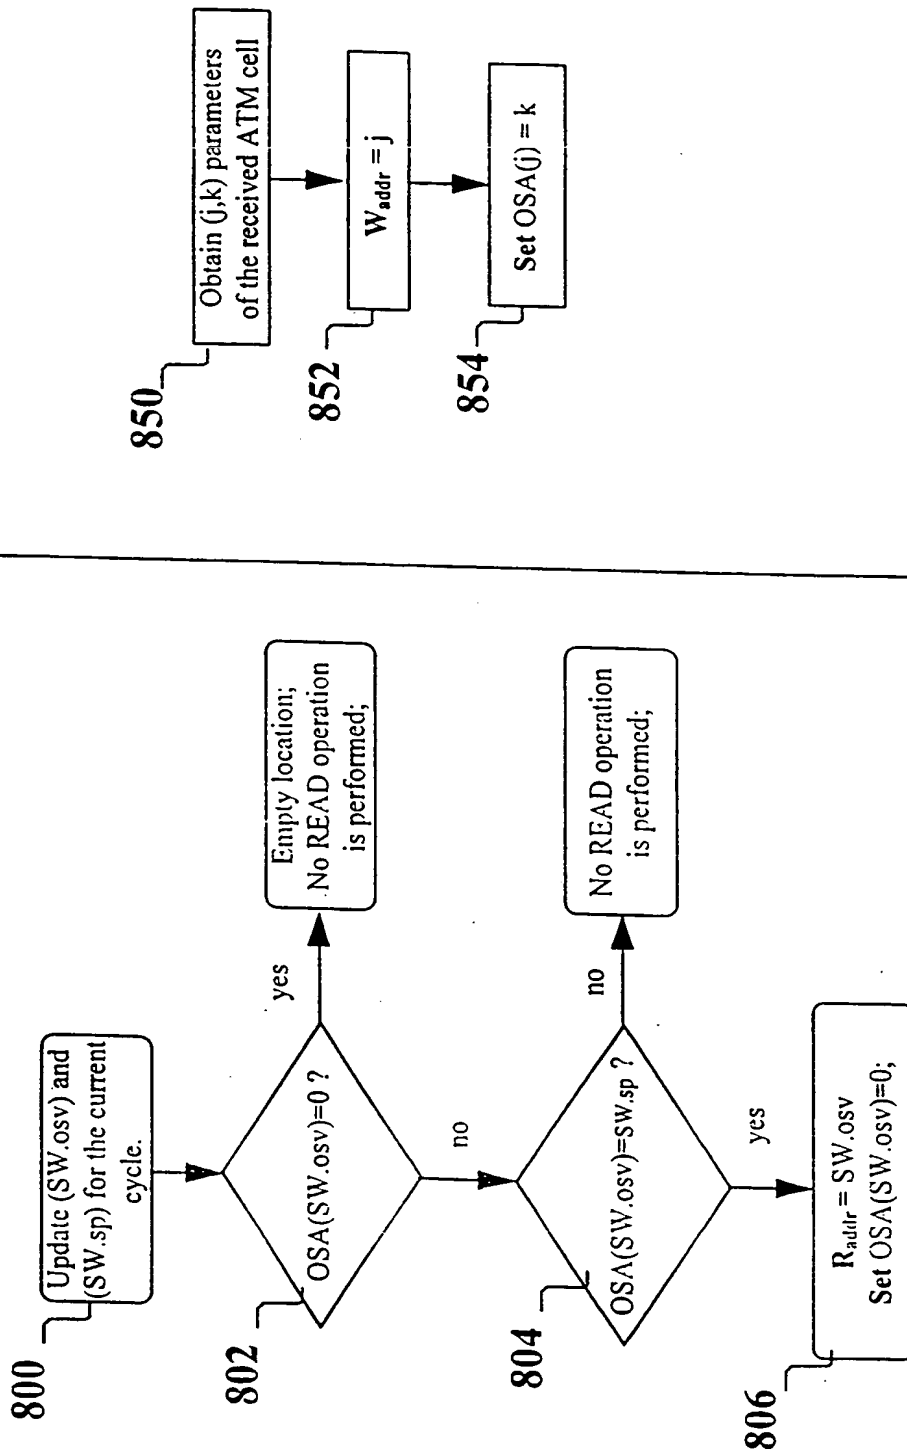 800
Update (SW.osv) and
(SW.sp) for the current
cycle.
802
OSA(SW.osv)=0 ?
yes
Empty location;
.No READ operation
is performed;
no
804
OSA(SW.osv)=SW.sp ?
no
No READ operation
is performed;
yes
806
Raddr = SW.osv
Set OSA(SW.osv)=0;
850
Obtain (j,k) parameters
of the received ATM cell
852
Waddr = j
854
Set OSA(j) = k